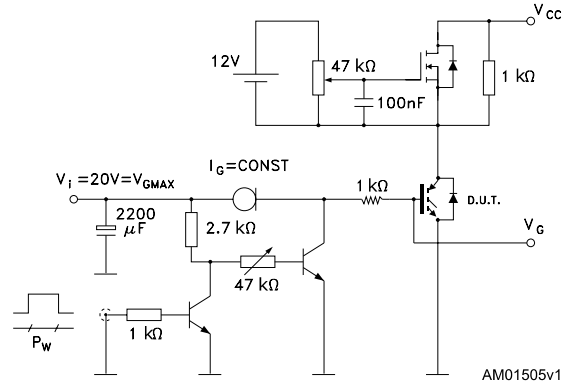 V_CC
12V
47 kΩ
100nF
1 kΩ
I_G=CONST
V_i =20V=V_GMAX
1 kΩ
D.U.T.
2200
μF
2.7 kΩ
V_G
47 kΩ
1 kΩ
P_W
AM01505v1